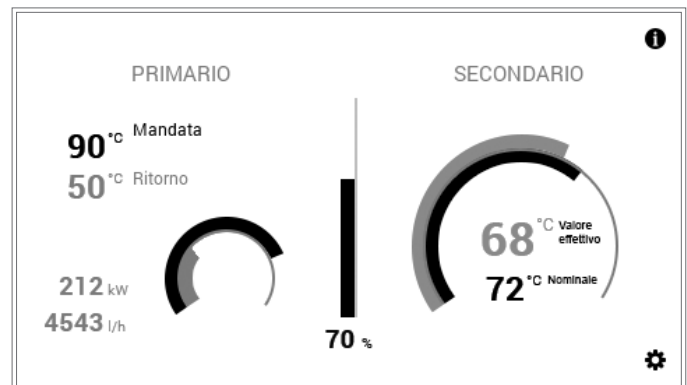 PRIMARIO
90 °C Mandata
50 °C Ritorno
212 kW
4543 l/h
70 %
SECONDARIO
68 °C Valore
effettivo
72 °C Nominale